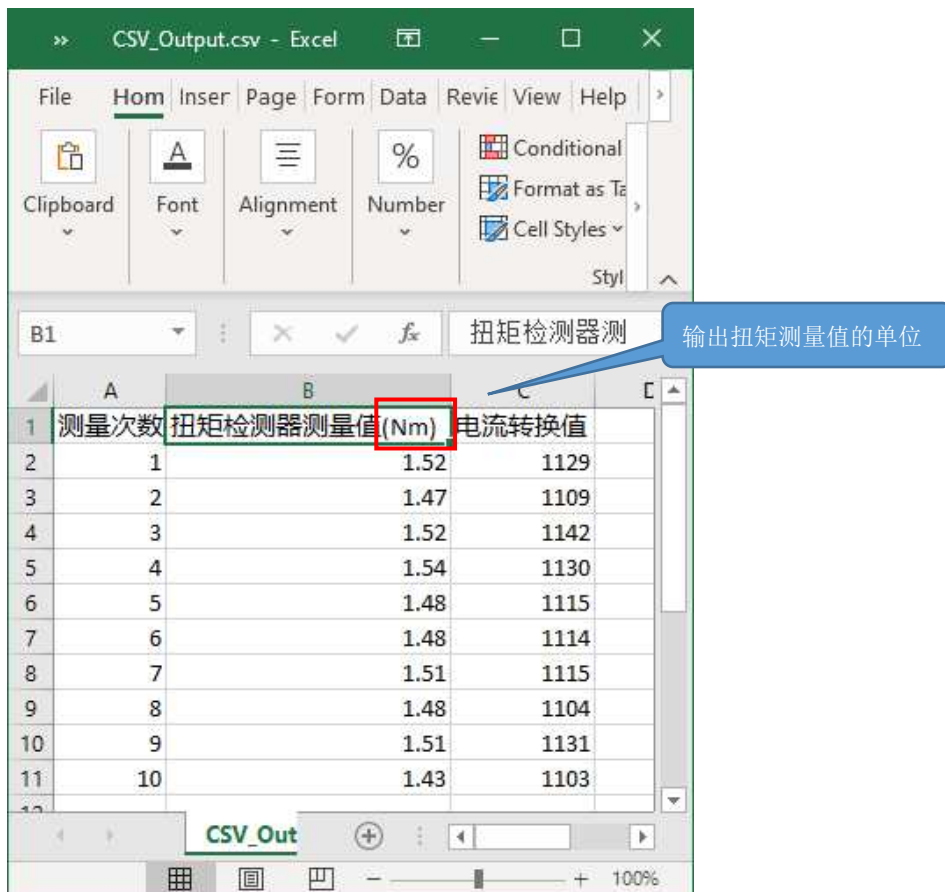 » CSV_Output.csv - Excel
File Hom Inser Page Form Data Revie View Help
Clipboard Font Alignment Number Conditional
Format as Ta
Cell Styles
Styl
B1 fx 扭矩检测器测
输出扭矩测量值的单位
A B C
1 测量次数 扭矩检测器测量值(Nm) 电流转换值
2 1 1.52 1129
3 2 1.47 1109
4 3 1.52 1142
5 4 1.54 1130
6 5 1.48 1115
7 6 1.48 1114
8 7 1.51 1115
9 8 1.48 1104
10 9 1.51 1131
11 10 1.43 1103
CSV_Out
100%